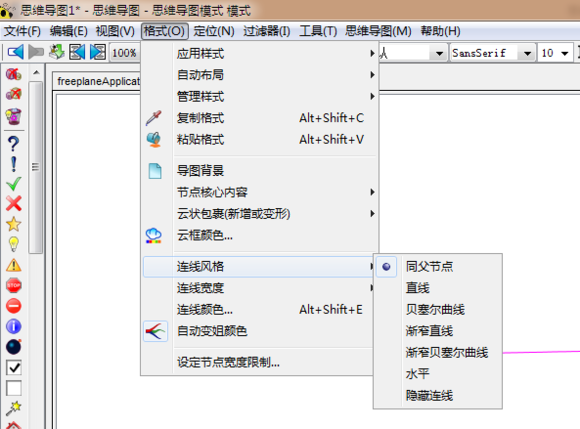 思维导图1* - 思维导图 - 思维导图模式 模式
文件(F) 编辑(E) 视图(V) 格式(O) 定位(N) 过滤器(I) 工具(T) 思维导图(M) 帮助(H)
100% SansSerif 10
freeplaneApplicat
应用样式
自动布局
管理样式
复制格式 Alt+Shift+C
粘贴格式 Alt+Shift+V
导图背景
节点核心内容
云状包裹(新增或变形)
云框颜色...
连线风格
连线宽度
连线颜色... Alt+Shift+E
自动变姐颜色
设定节点宽度限制...
同父节点
直线
贝塞尔曲线
渐窄直线
渐窄贝塞尔曲线
水平
隐藏连线